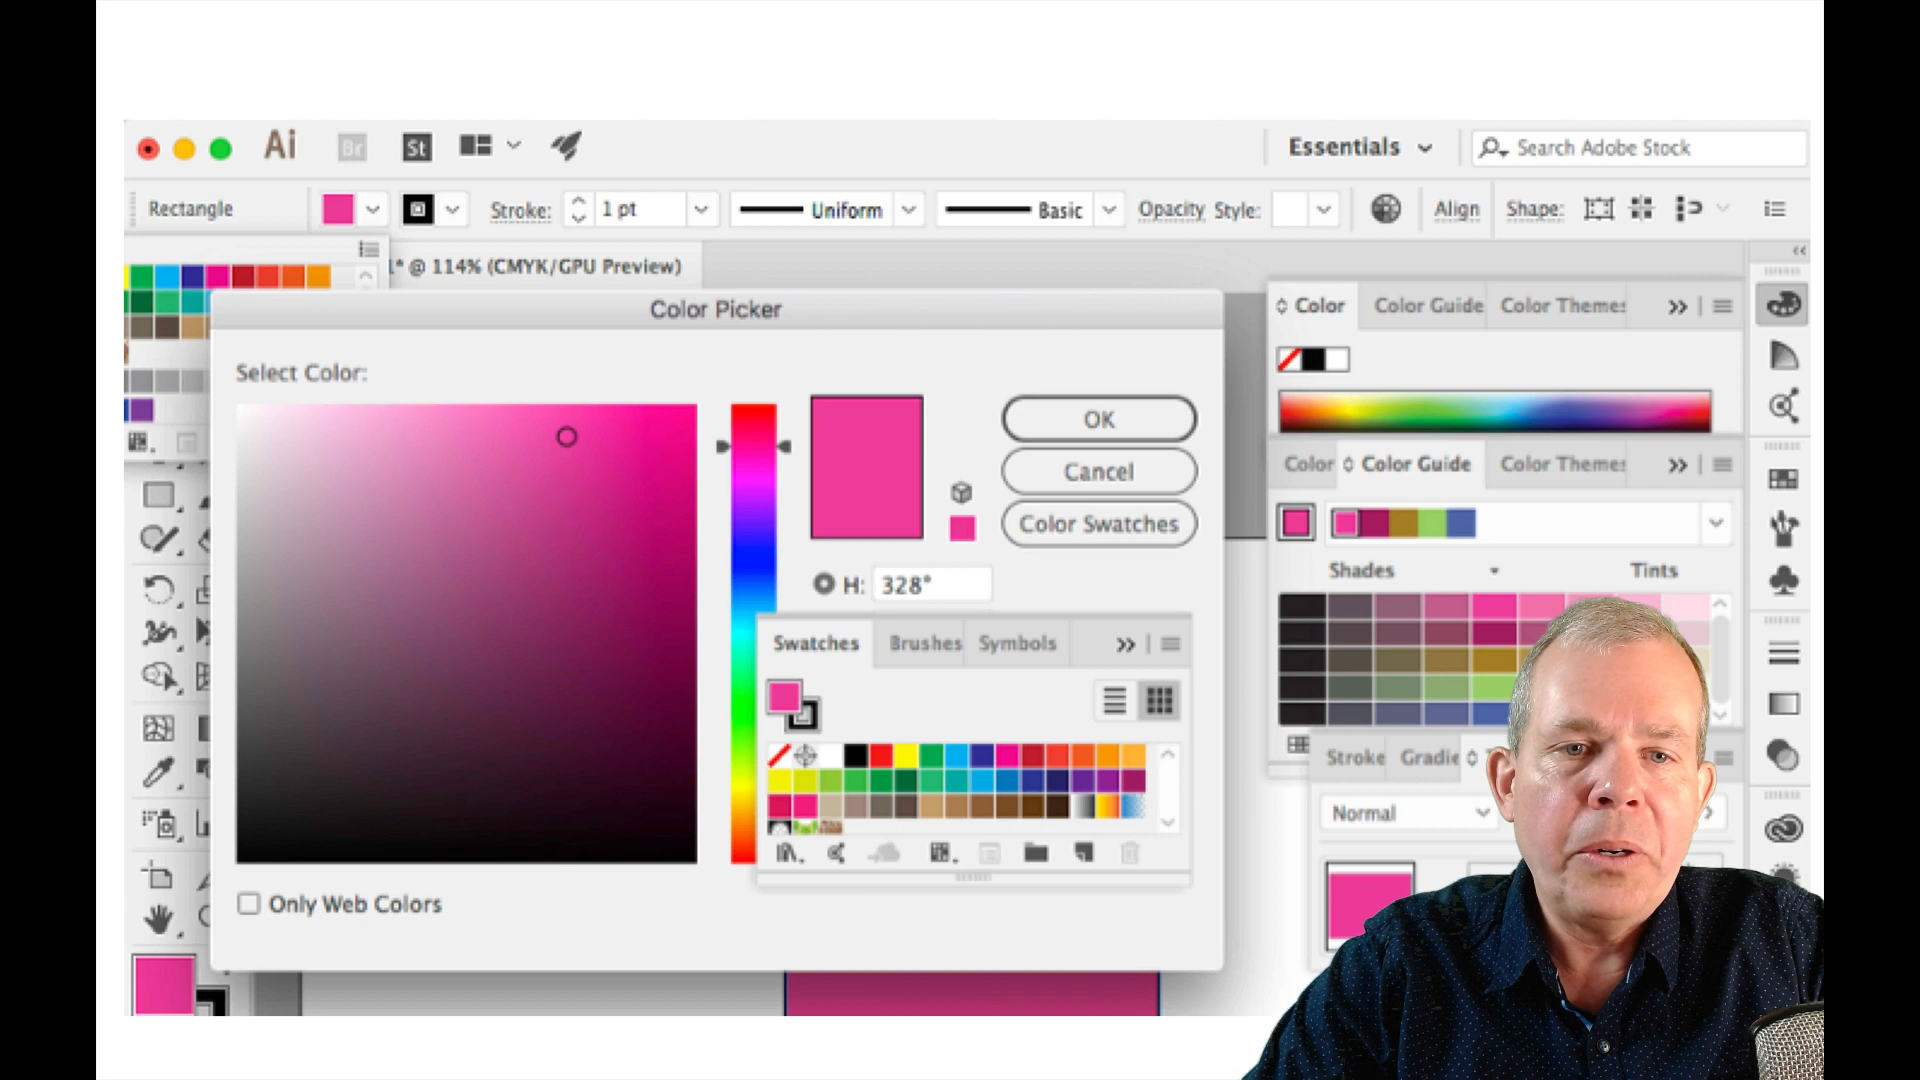 Ai
Br
St
Essentials
Search Adobe Stock
Rectangle
Stroke:
1 pt
Uniform
Basic
Opacity
Style:
Align
Shape:
1* @ 114% (CMYK/GPU Preview)
Color Picker
Select Color:
OK
Cancel
Color Swatches
H: 328°
Only Web Colors
Swatches
Brushes
Symbols
Color
Color Guide
Color Themes
Color
Color Guide
Color Themes
Shades
Tints
Stroke
Gradie
Normal